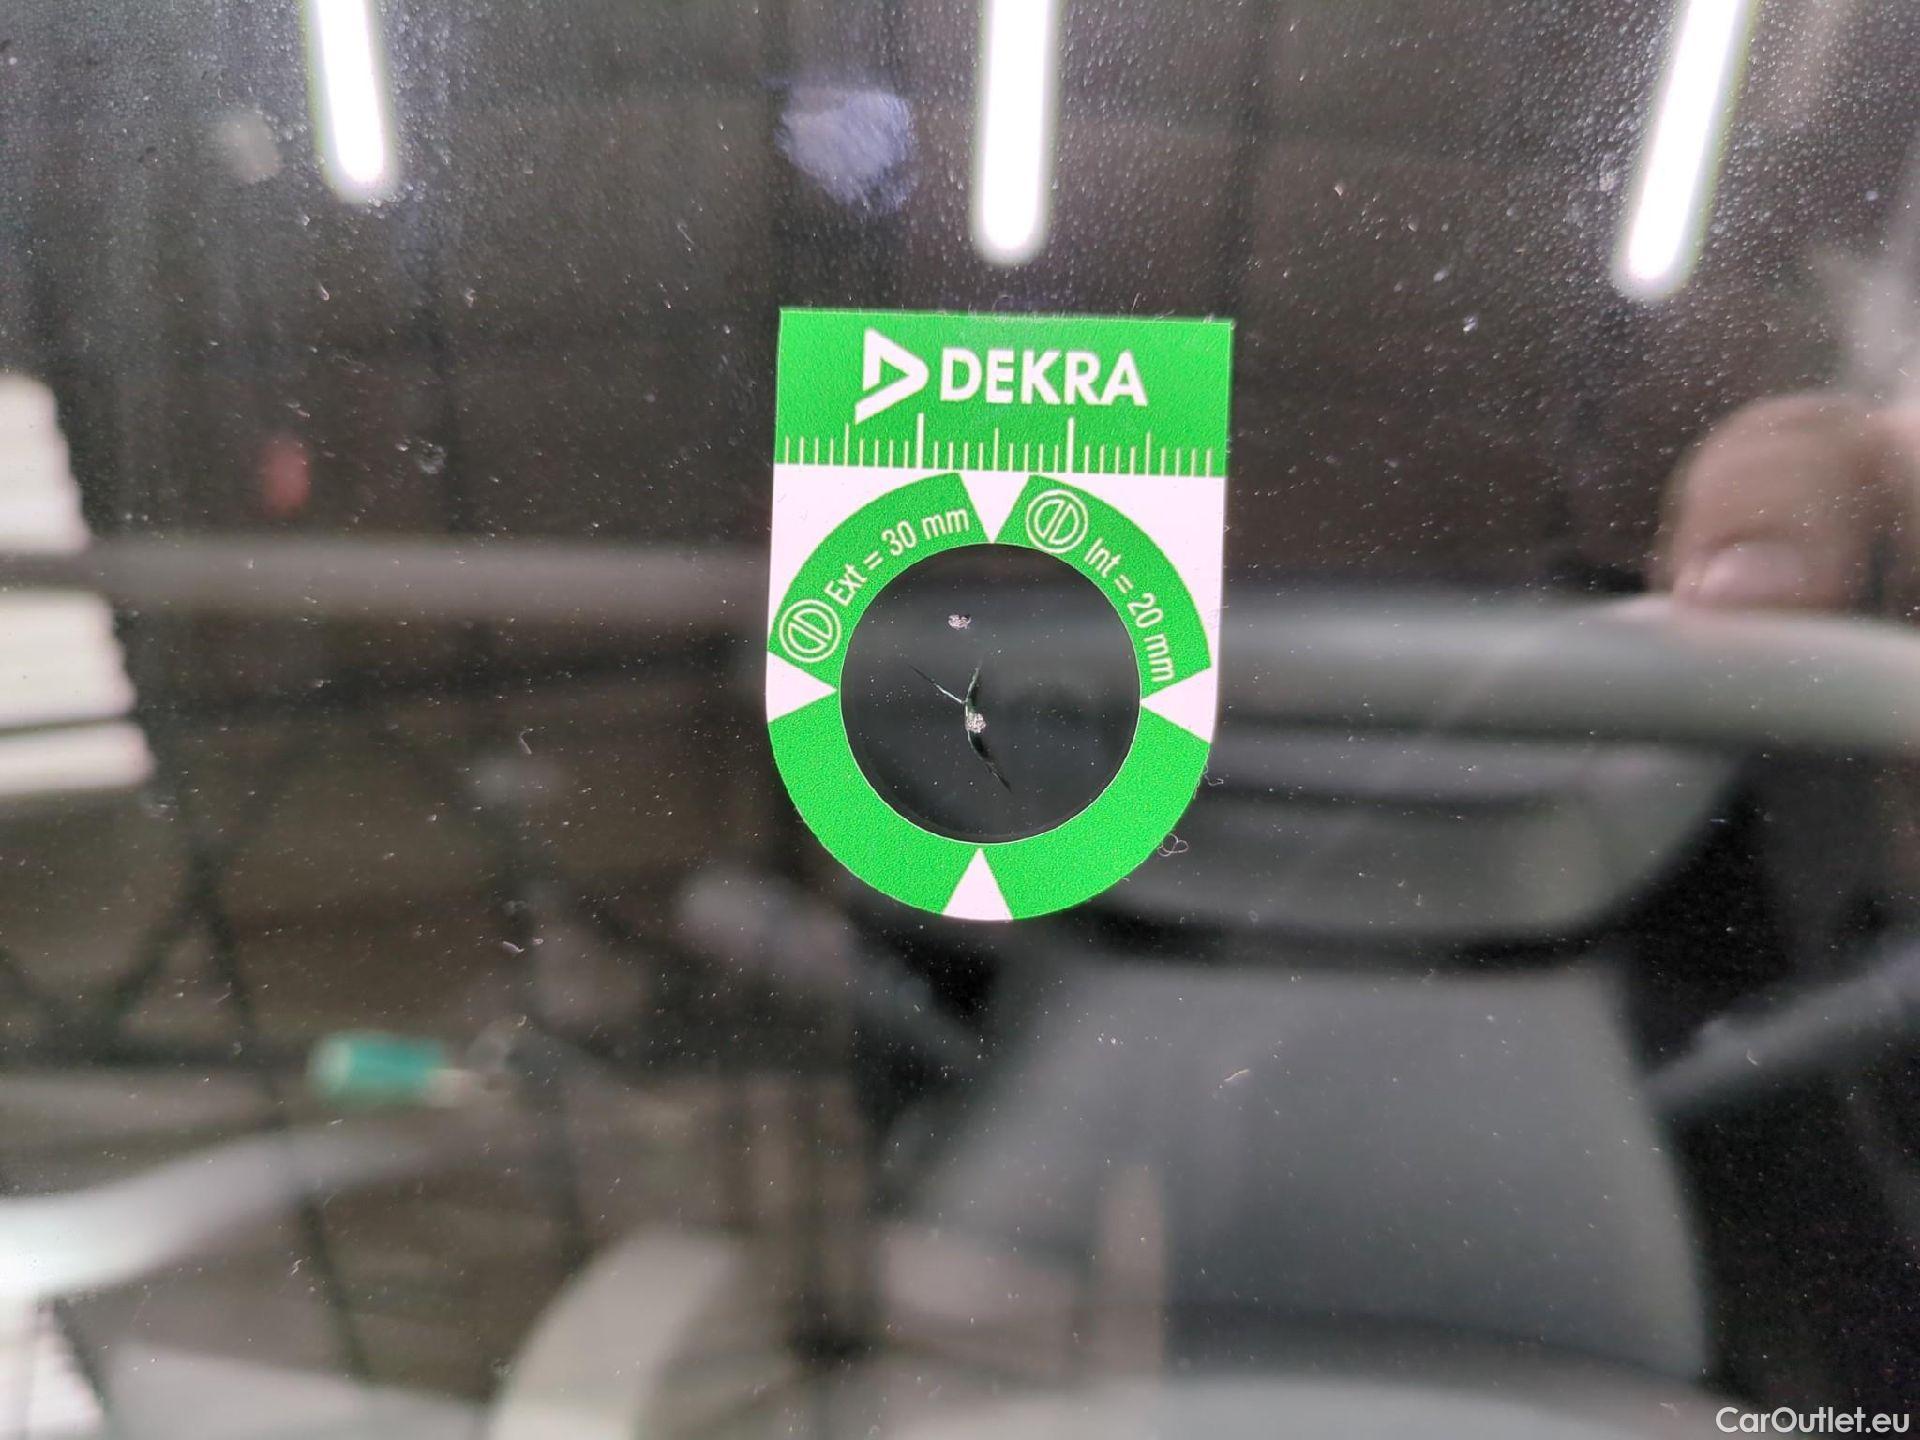 DEKRA
Ext = 30 mm
Int = 20 mm
CarOutlet.eu